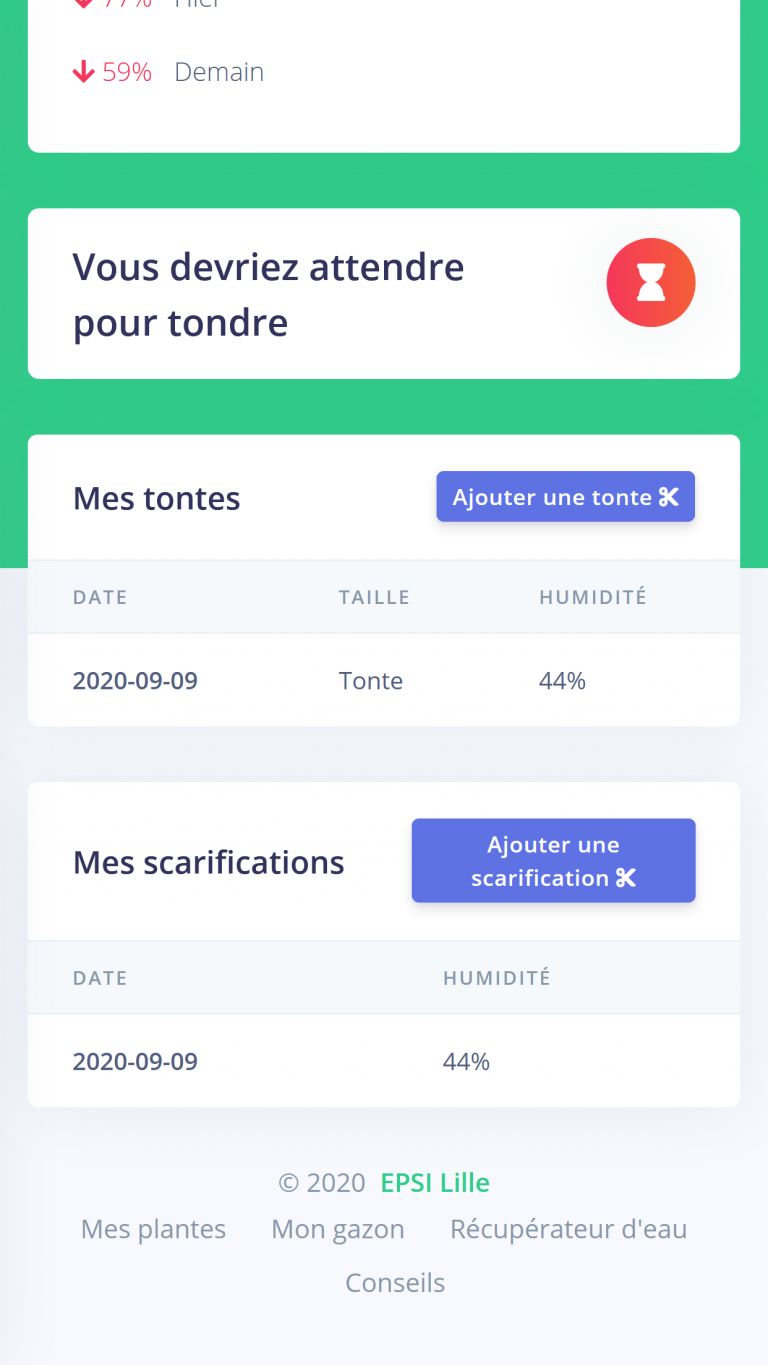 77% Hier
59% Demain
Vous devriez attendre
pour tondre
Mes tontes
Ajouter une tonte
DATE TAILLE HUMIDITÉ
2020-09-09 Tonte 44%
Mes scarifications
Ajouter une
scarification
DATE HUMIDITÉ
2020-09-09 44%
© 2020 EPSI Lille
Mes plantes Mon gazon Récupérateur d'eau
Conseils